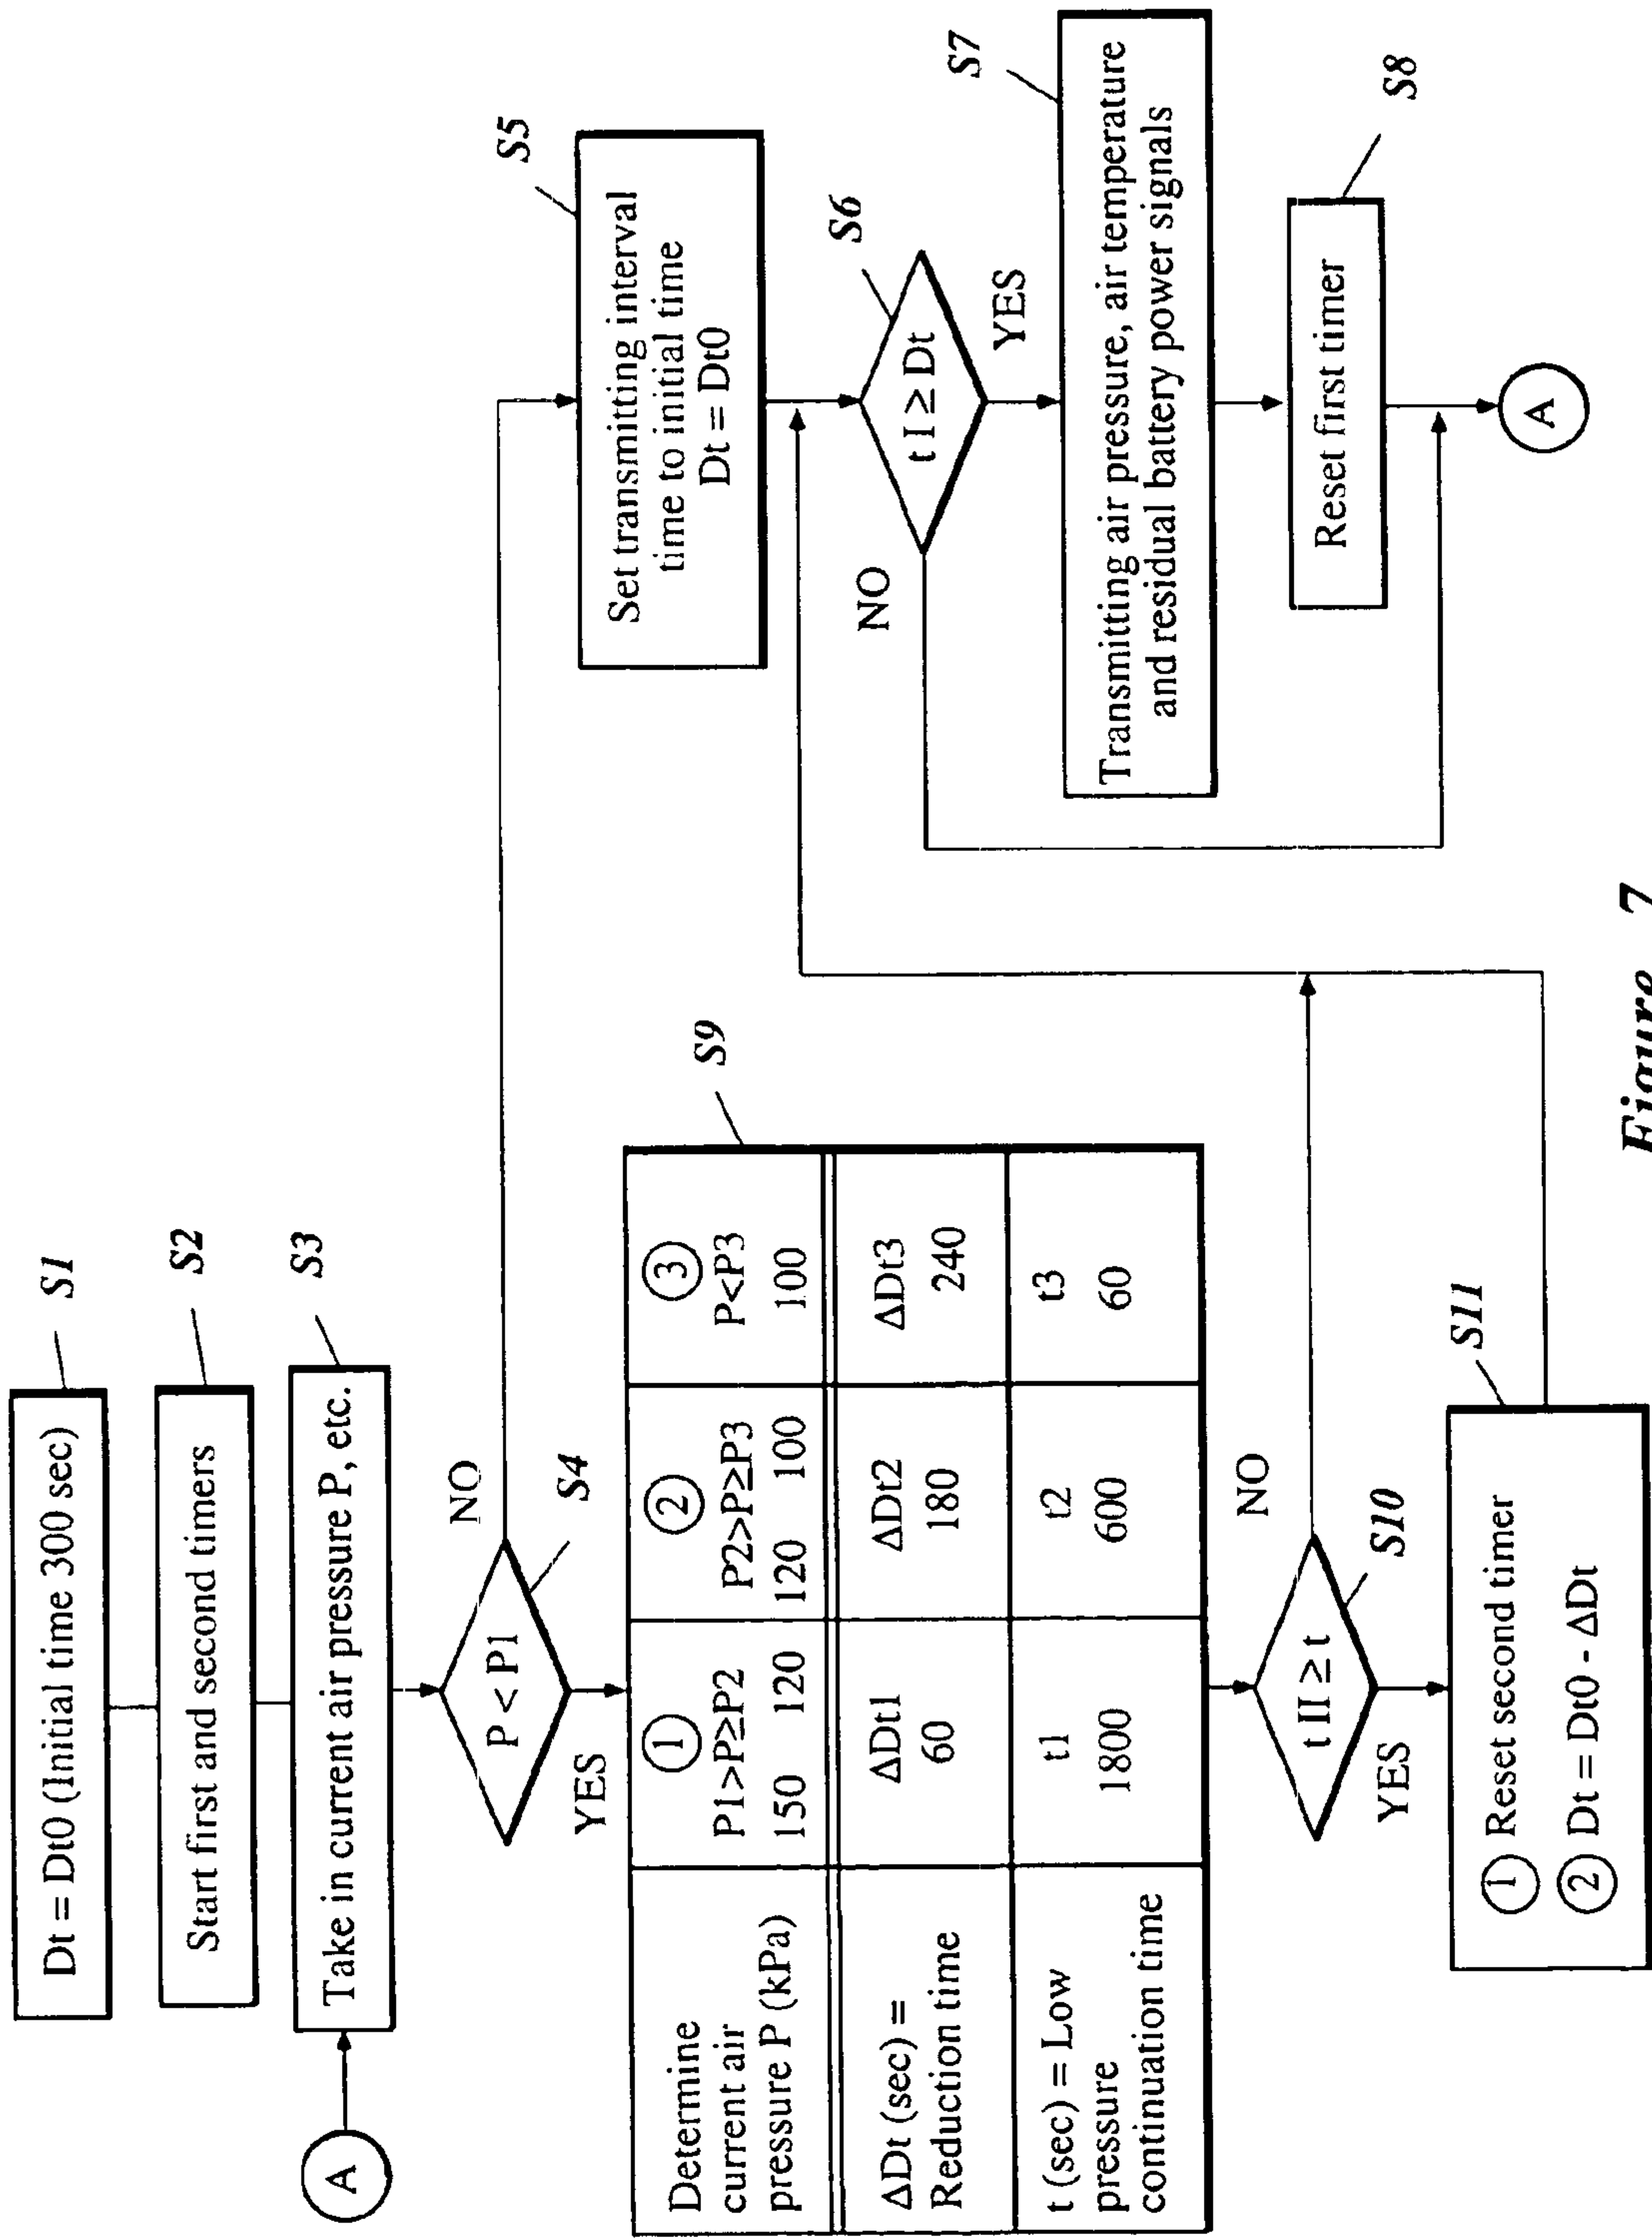 Dt = Dt0 (Initial time 300 sec)
S1
Start first and second timers
S2
A
Take in current air pressure P, etc.
S3
P < P1
NO
S4
YES
Determine
current air
pressure P (kPa)
① P1>P≥P2
150 120
② P2>P≥P3
120 100
③ P<P3
100
S9
ΔDt (sec) =
Reduction time
ΔDt1
60
ΔDt2
180
ΔDt3
240
t (sec) = Low
pressure
continuation time
t1
1800
t2
600
t3
60
t II ≥ t
NO
S10
YES
① Reset second timer
② Dt = Dt0 - ΔDt
S11
Set transmitting interval
time to initial time
Dt = Dt0
S5
t I ≥ Dt
S6
NO
YES
Transmitting air pressure, air temperature
and residual battery power signals
S7
Reset first timer
S8
A
Figure 7